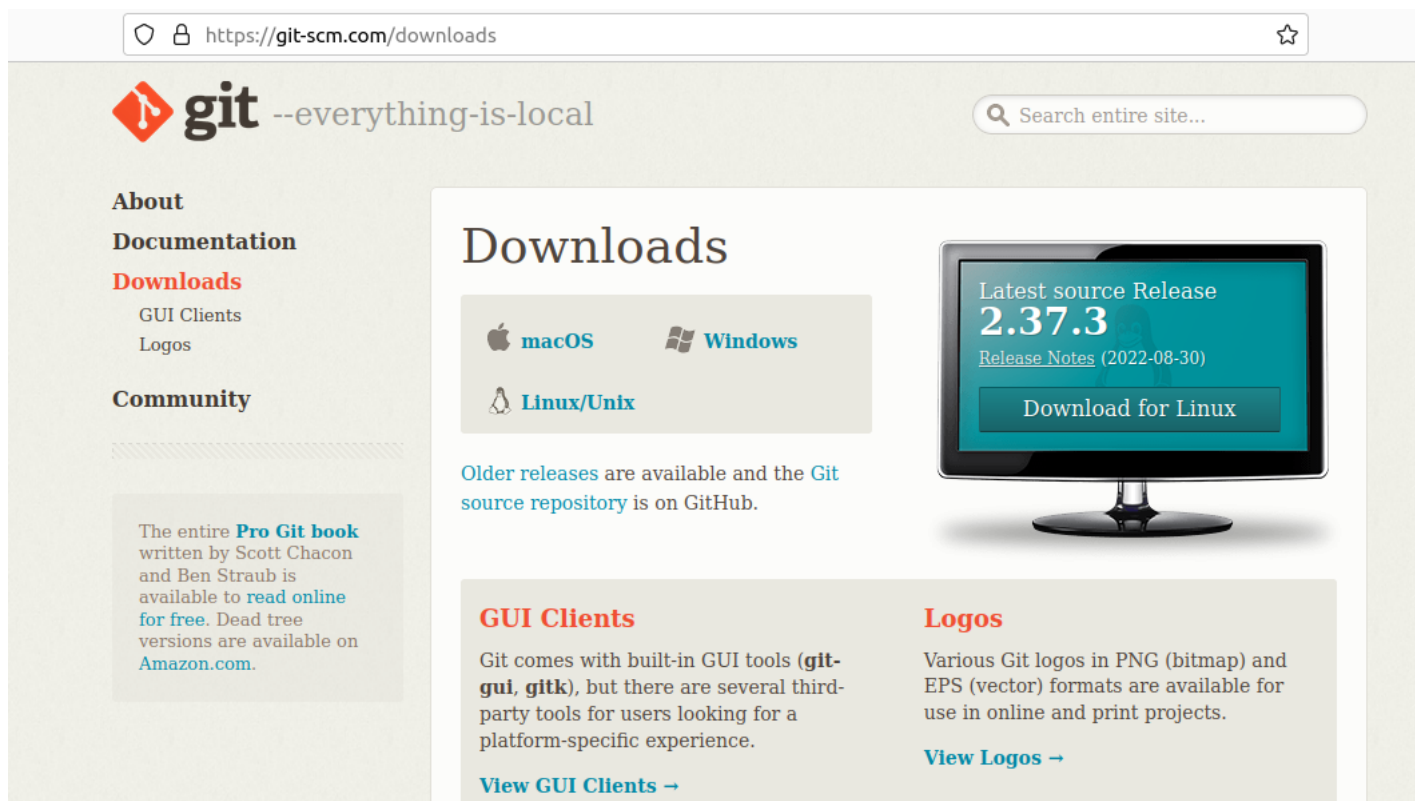 https://git-scm.com/downloads
git --everything-is-local
Search entire site...
About
Documentation
Downloads
GUI Clients
Logos
Community
The entire Pro Git book
written by Scott Chacon
and Ben Straub is
available to read online
for free. Dead tree
versions are available on
Amazon.com.
Downloads
macOS
Windows
Linux/Unix
Older releases are available and the Git
source repository is on GitHub.
Latest source Release
2.37.3
Release Notes (2022-08-30)
Download for Linux
GUI Clients
Git comes with built-in GUI tools (git-
gui, gitk), but there are several third-
party tools for users looking for a
platform-specific experience.
View GUI Clients →
Logos
Various Git logos in PNG (bitmap) and
EPS (vector) formats are available for
use in online and print projects.
View Logos →